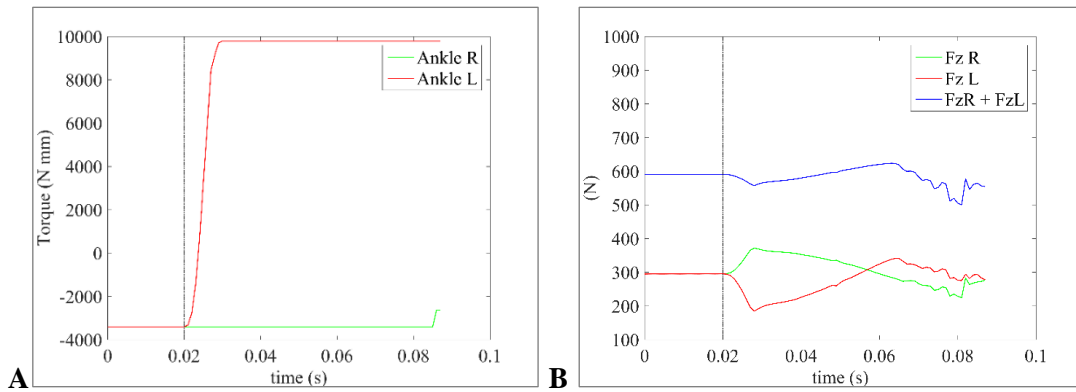 10000
8000
6000
4000
2000
0
-2000
-4000
Torque (N mm)
0
0.02
0.04
0.06
0.08
0.1
time (s)
Ankle R
Ankle L
A
1000
900
800
700
600
500
400
300
200
100
(N)
0
0.02
0.04
0.06
0.08
0.1
time (s)
Fz R
Fz L
FzR + FzL
B